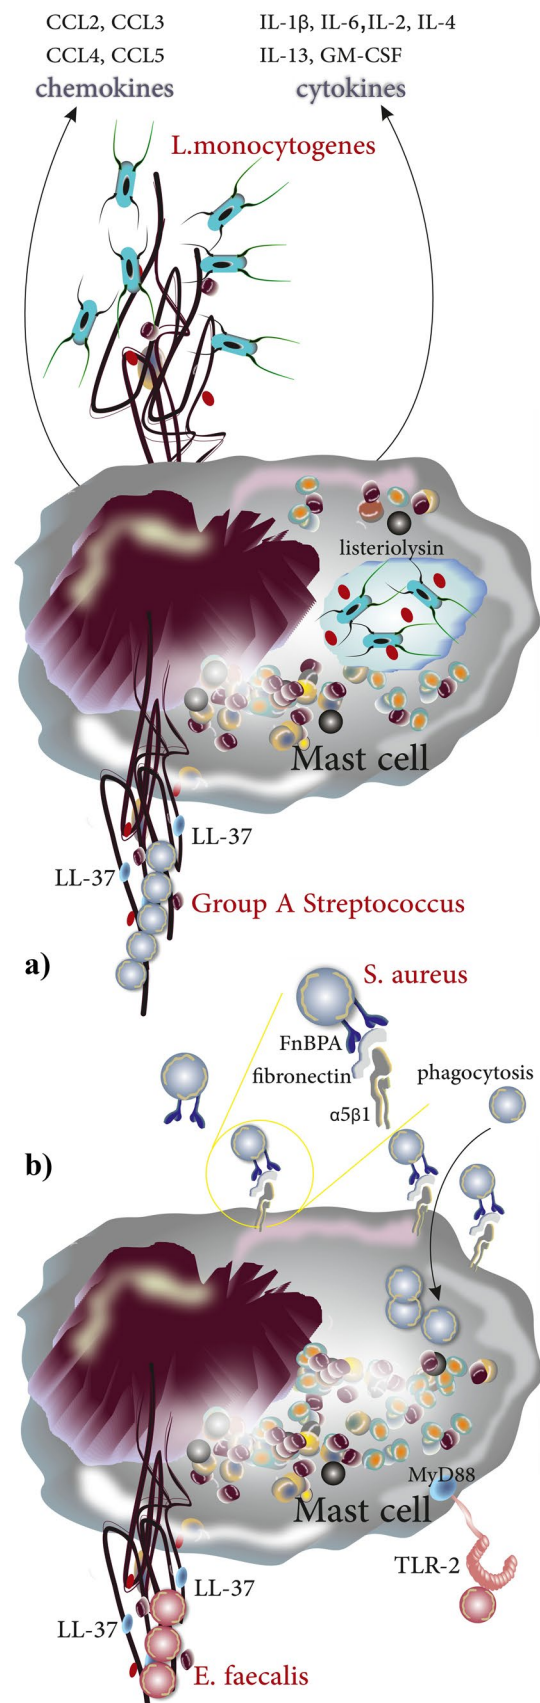 CCL2, CCL3
CCL4, CCL5
chemokines
IL-1β, IL-6,IL-2, IL-4
IL-13, GM-CSF
cytokines
L.monocytogenes
listeriolysin
Mast cell
LL-37
LL-37
Group A Streptococcus
a)
S. aureus
FnBPA
fibronectin
phagocytosis
α5β1
b)
MyD88
Mast cell
TLR-2
LL-37
LL-37
E. faecalis